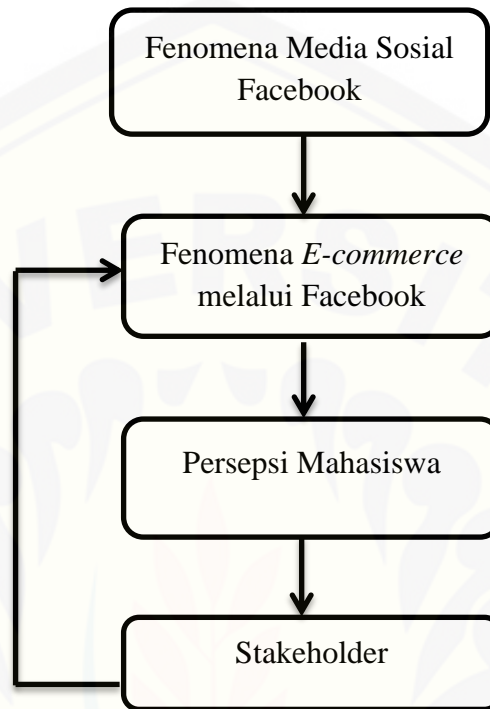 Fenomena Media Sosial
Facebook
Fenomena E-commerce
melalui Facebook
Persepsi Mahasiswa
Stakeholder